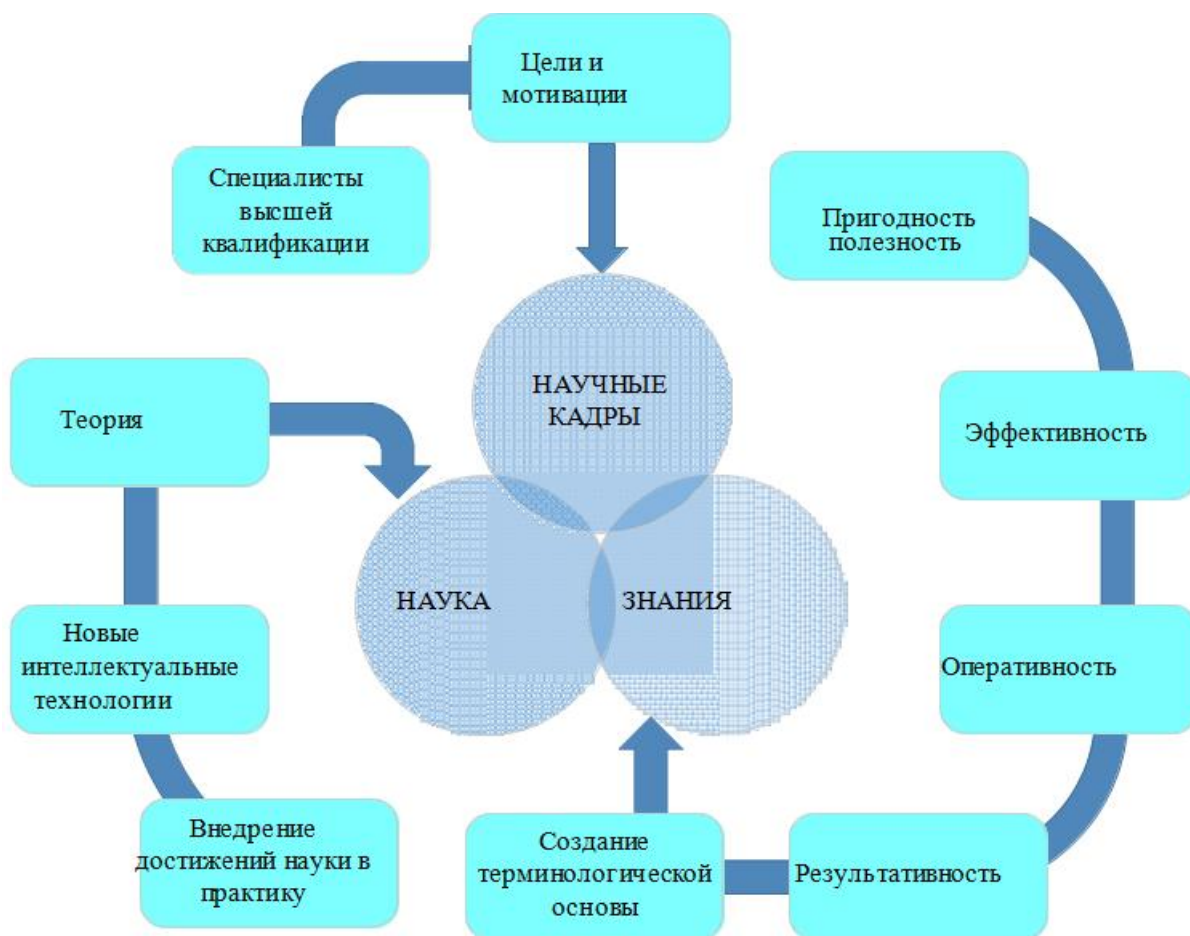 Цели и
мотивации
Специалисты
высшей
квалификации
Пригодность
полезность
НАУЧНЫЕ
КАДРЫ
Теория
Эффективность
НАУКА
ЗНАНИЯ
Новые
интеллектуальные
технологии
Оперативность
Внедрение
достижений науки в
практику
Создание
терминологической
основы
Результативность